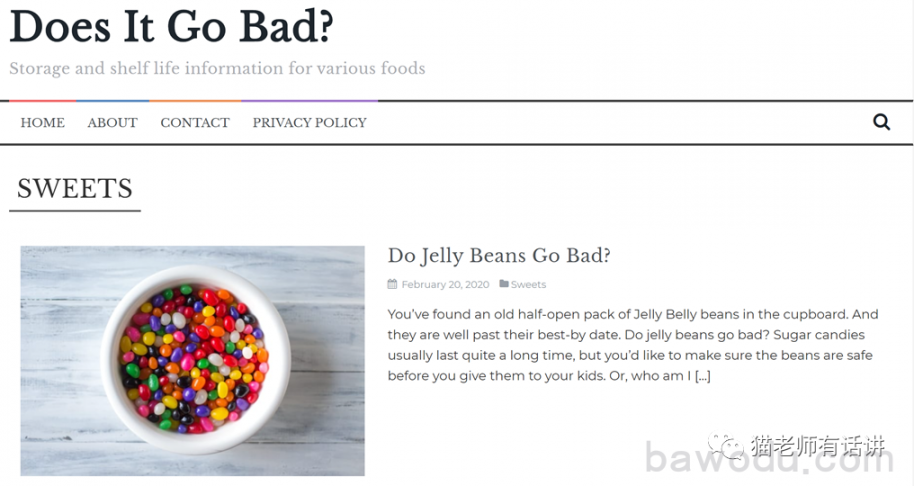 Does It Go Bad?
Storage and shelf life information for various foods
HOME ABOUT CONTACT PRIVACY POLICY
SWEETS
Do Jelly Beans Go Bad?
February 20, 2020 Sweets
You’ve found an old half-open pack of Jelly Belly beans in the cupboard. And
they are well past their best-by date. Do jelly beans go bad? Sugar candies
usually last quite a long time, but you’d like to make sure the beans are safe
before you give them to your kids. Or, who am I […]
猫老师有话讲
bawodu.com